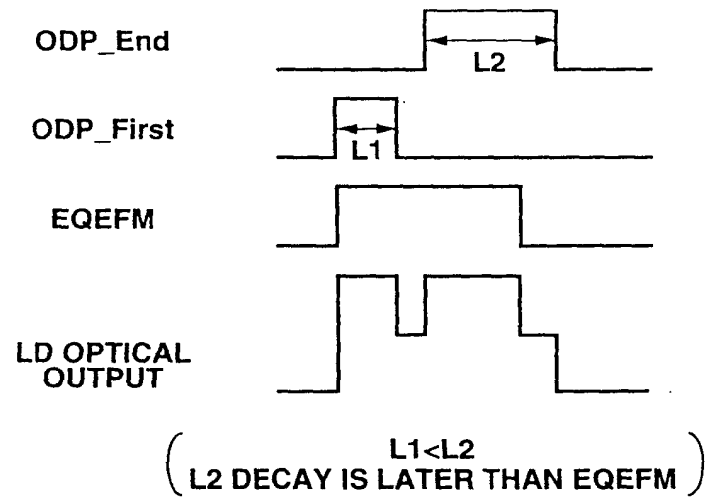 ODP_End
L2
ODP_First
L1
EQEFM
LD OPTICAL
OUTPUT
L1<L2
L2 DECAY IS LATER THAN EQEFM